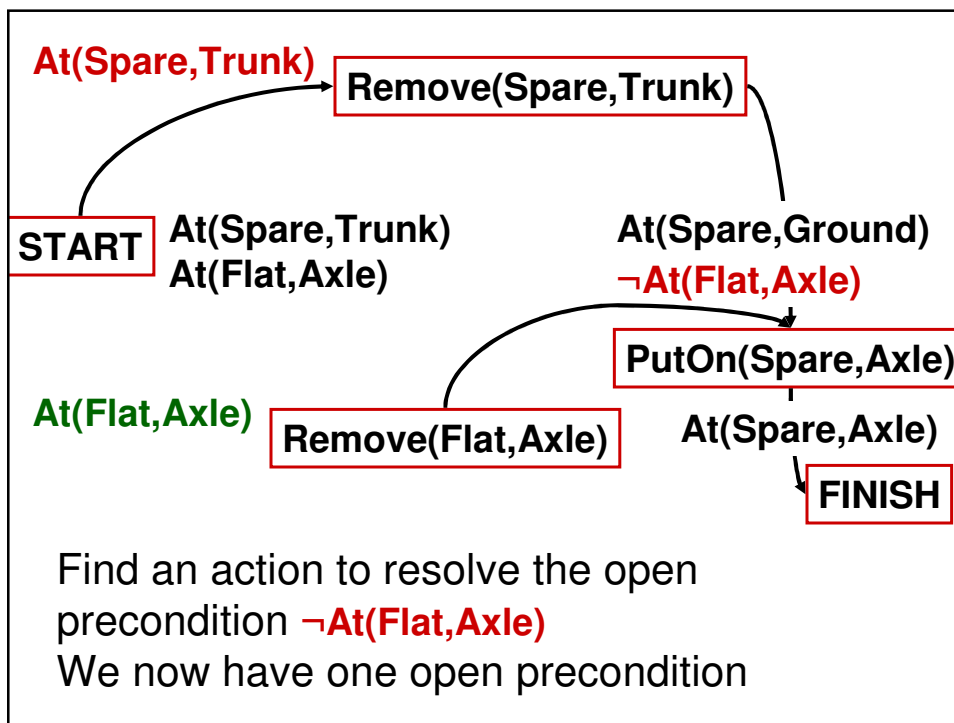 At(Spare,Trunk)
Remove(Spare,Trunk)
START
At(Spare,Trunk)
At(Flat,Axle)
At(Spare,Ground)
¬At(Flat,Axle)
PutOn(Spare,Axle)
At(Flat,Axle)
Remove(Flat,Axle)
At(Spare,Axle)
FINISH
Find an action to resolve the open
precondition ¬At(Flat,Axle)
We now have one open precondition